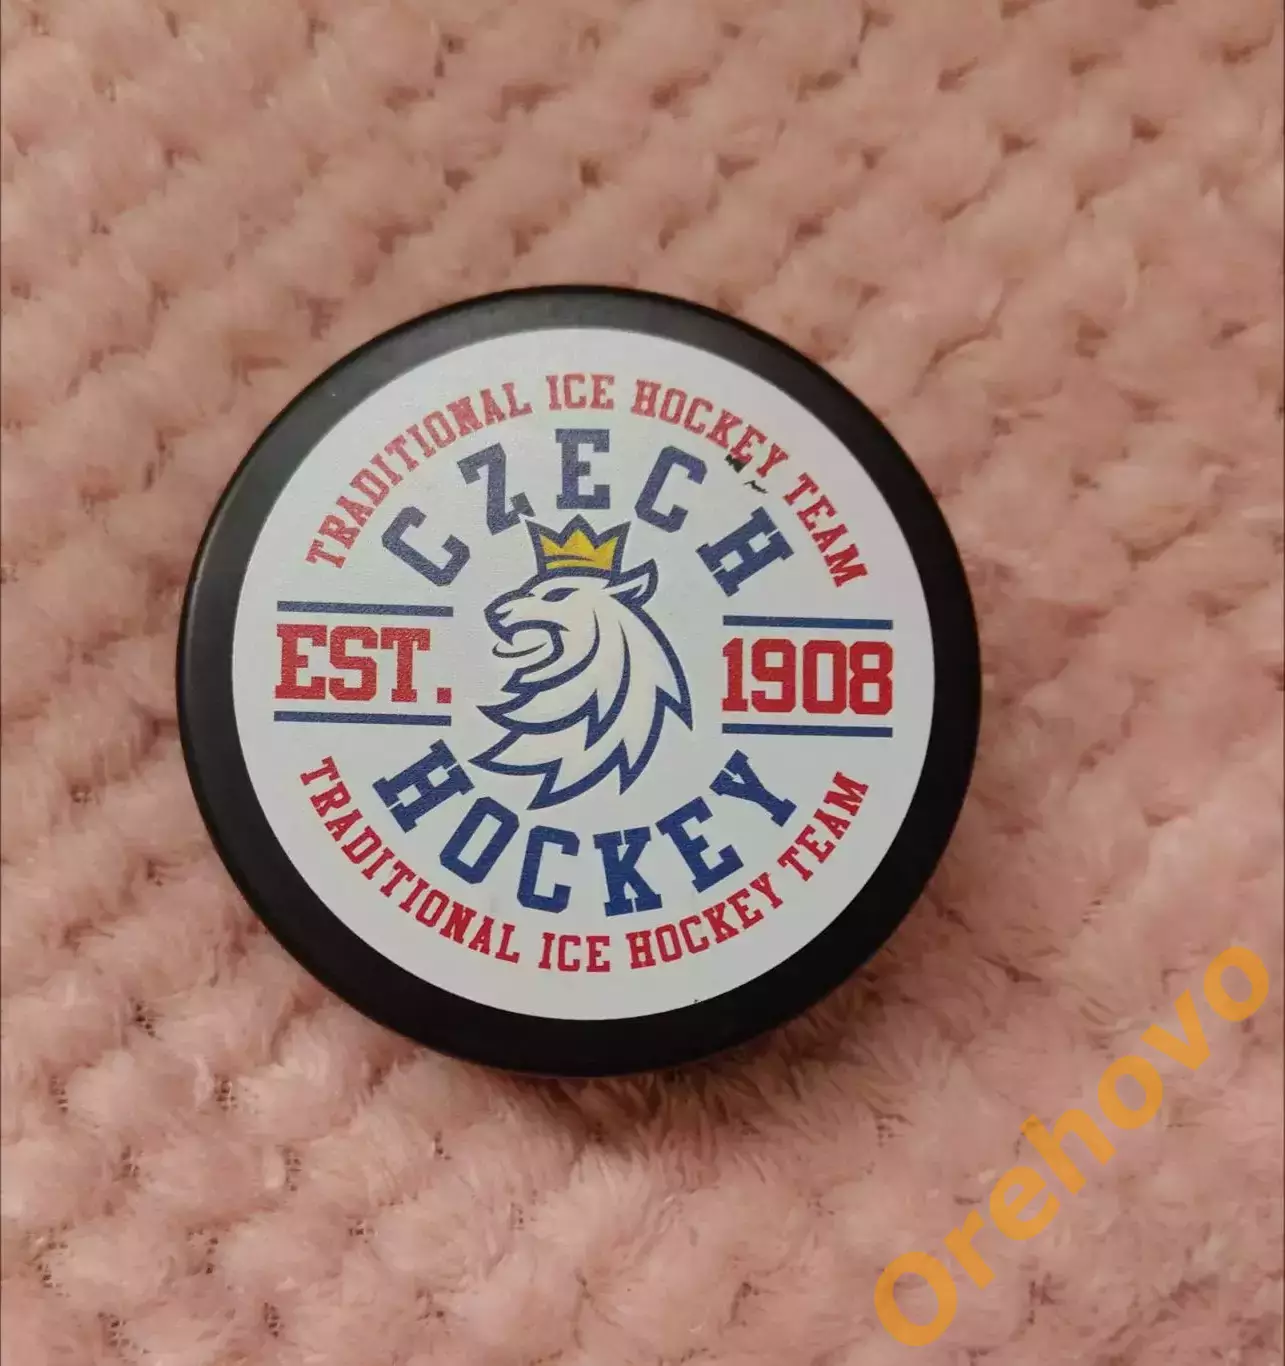 TRADITIONAL ICE HOCKEY TEAM
CZECH
EST. 1908
HOCKEY
TRADITIONAL ICE HOCKEY TEAM
Orehovo